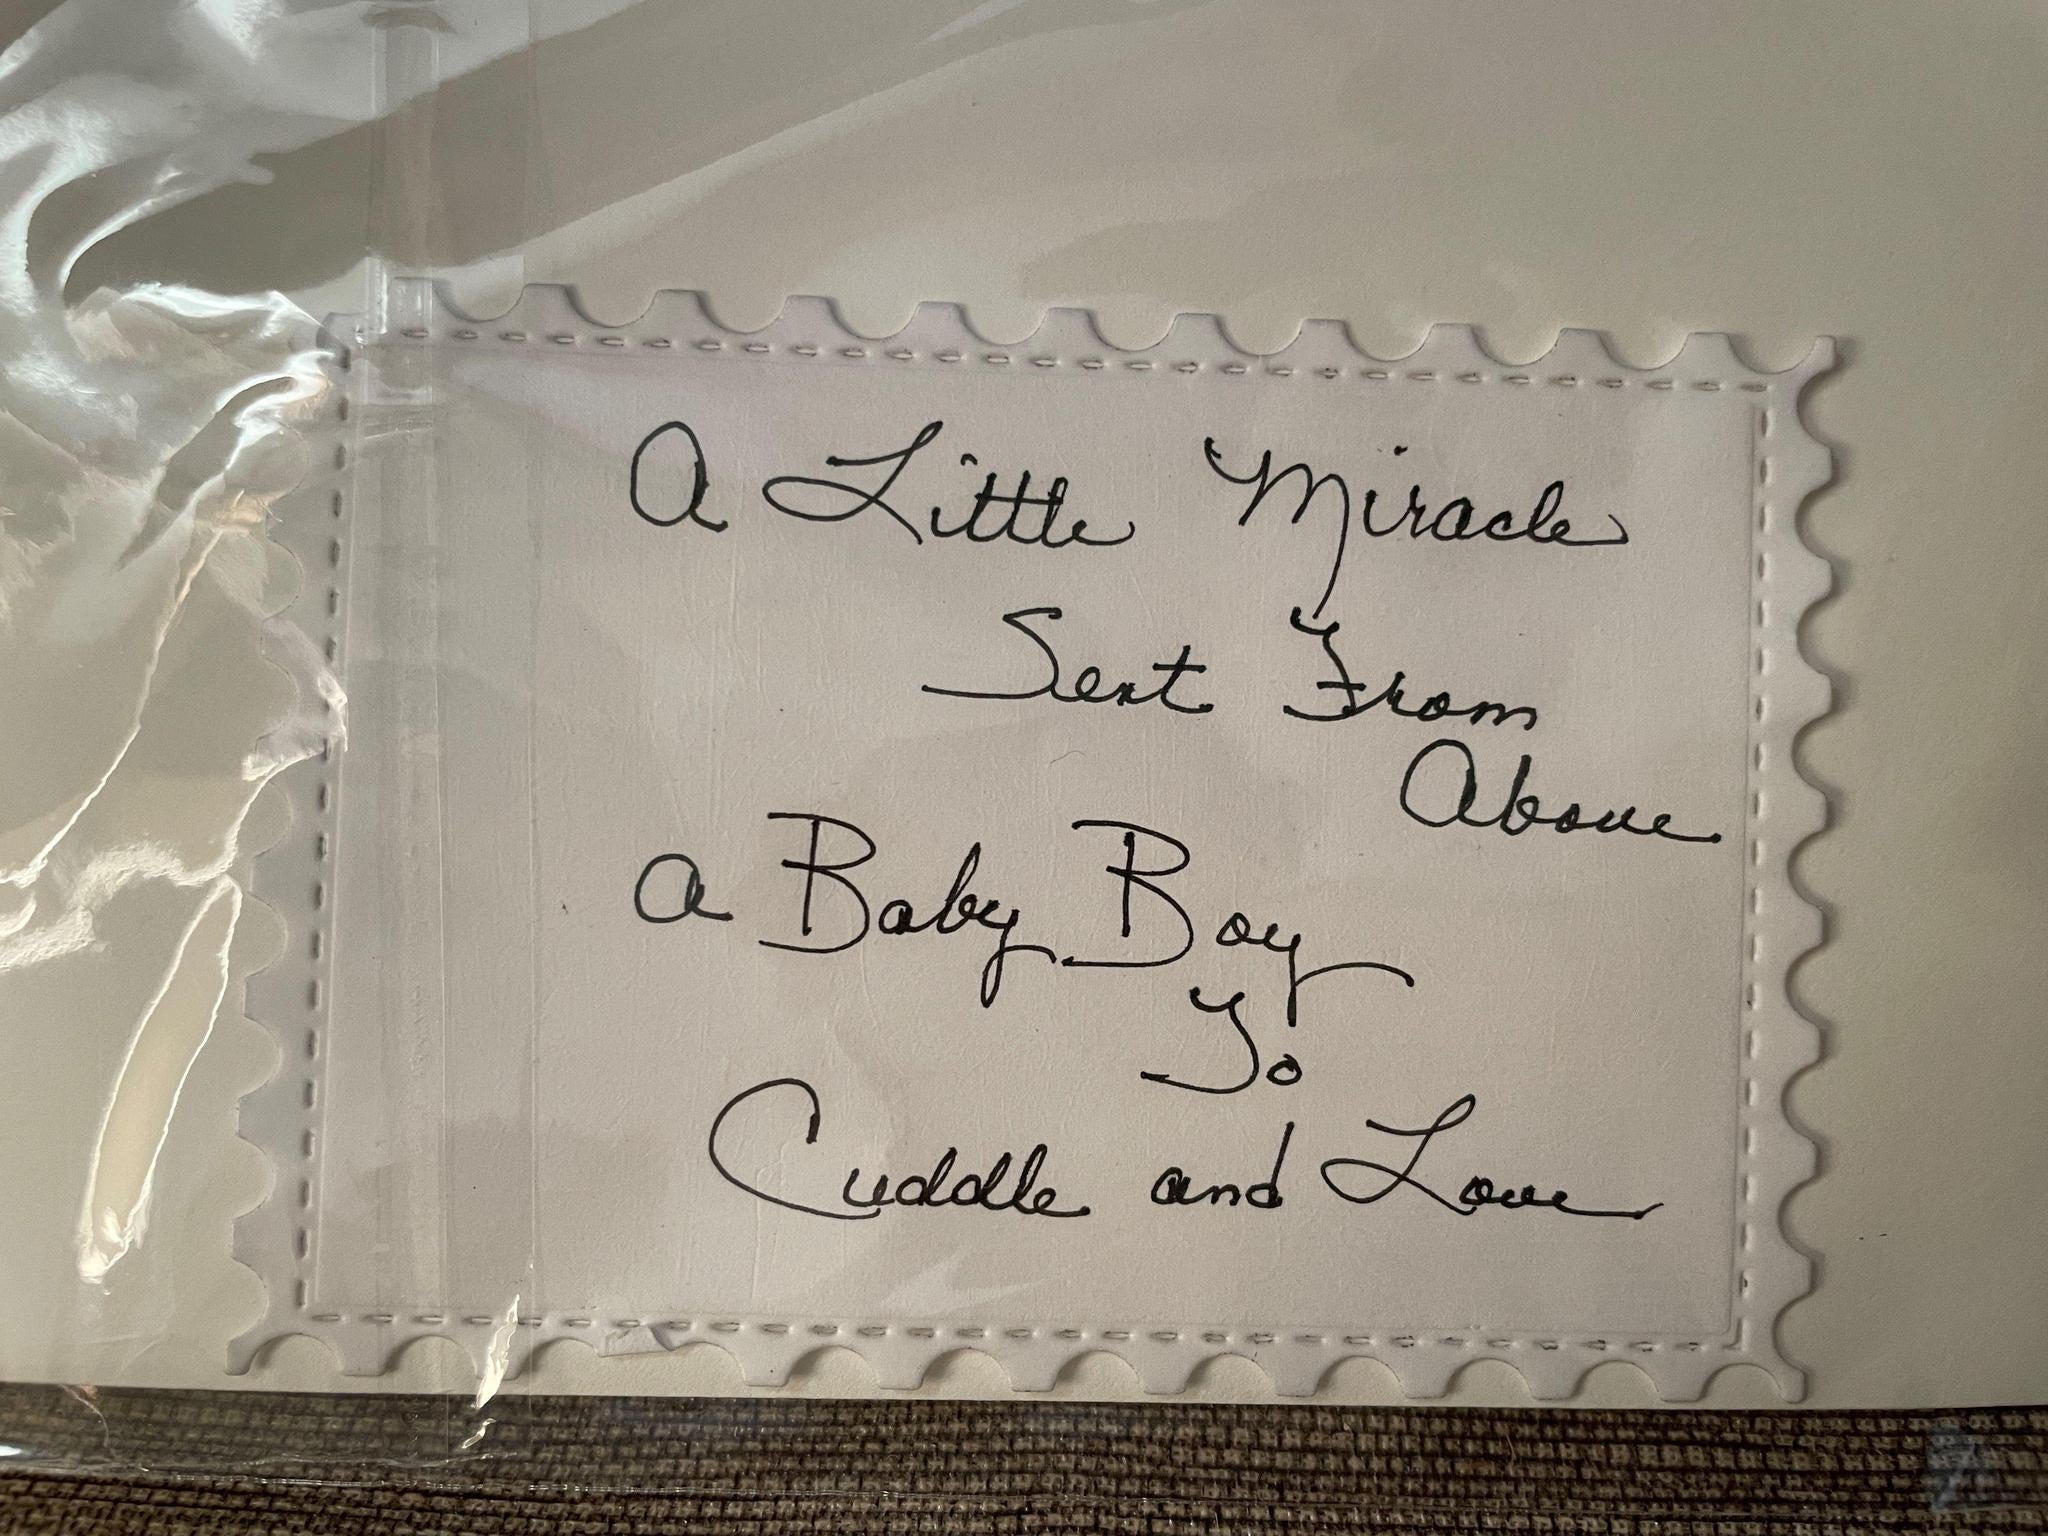 A Little Miracle
Sent From
Above
a Baby Boy
To
Cuddle and Love